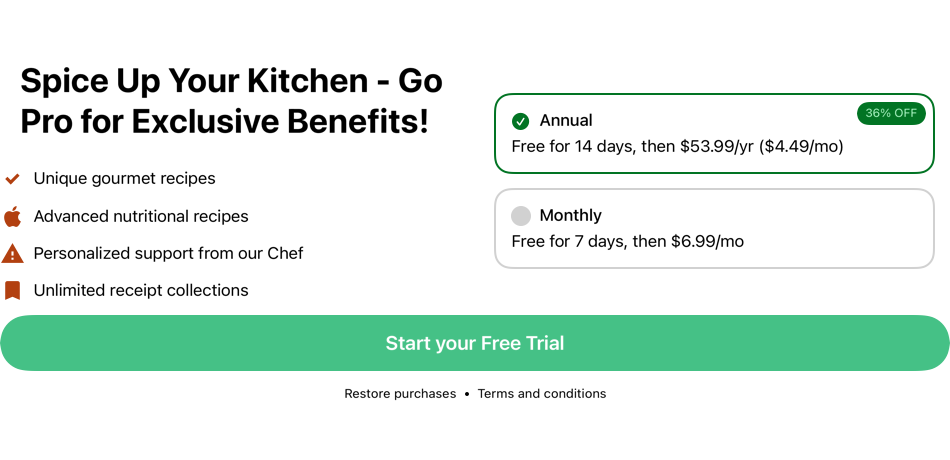 Spice Up Your Kitchen - Go
Pro for Exclusive Benefits!
Unique gourmet recipes
Advanced nutritional recipes
Personalized support from our Chef
Unlimited receipt collections
36% OFF
Annual
Free for 14 days, then $53.99/yr ($4.49/mo)
Monthly
Free for 7 days, then $6.99/mo
Start your Free Trial
Restore purchases • Terms and conditions